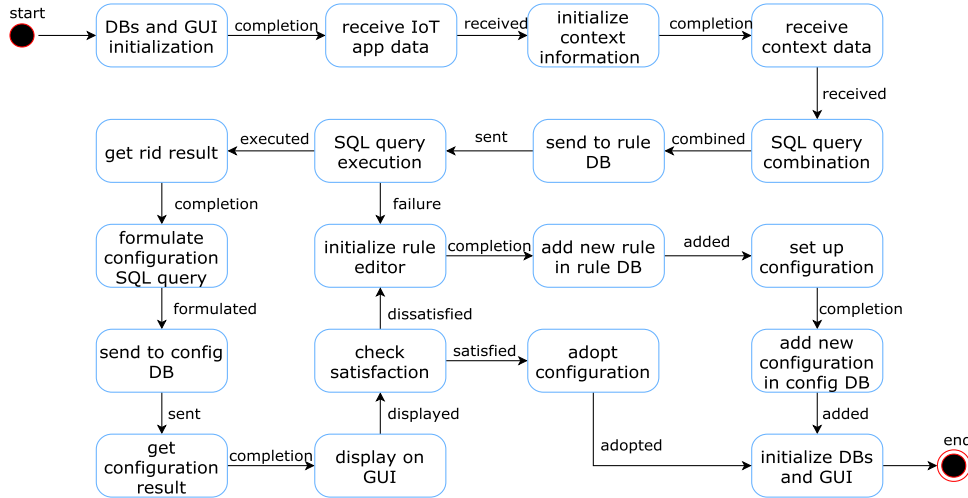 start
DBs and GUI
initialization
completion
receive IoT
app data
received
initialize
context
information
completion
receive
context data
received
get rid result
executed
SQL query
execution
sent
send to rule
DB
combined
SQL query
combination
completion
failure
formulate
configuration
SQL query
initialize rule
editor
completion
add new rule
in rule DB
added
set up
configuration
formulated
dissatisfied
completion
send to config
DB
check
satisfaction
satisfied
adopt
configuration
add new
configuration
in config DB
sent
displayed
added
get
configuration
result
completion
display on
GUI
adopted
initialize DBs
and GUI
end